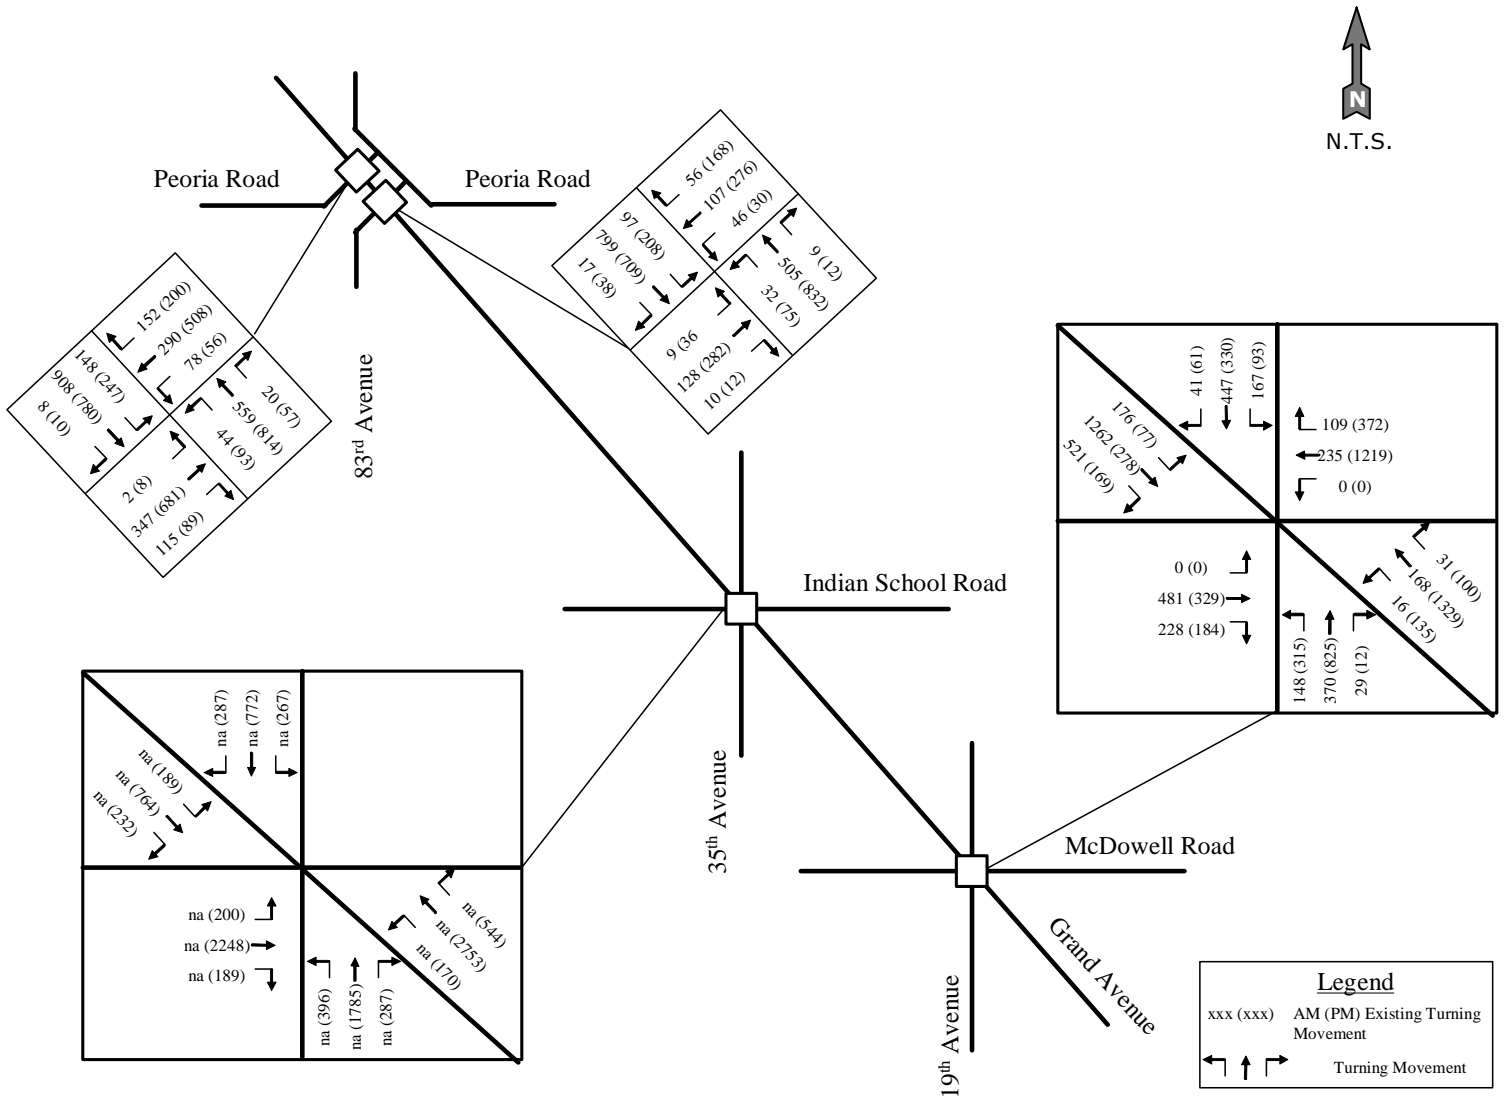 N
N.T.S.
Peoria Road
Peoria Road
56 (168)
107 (276)
46 (30)
97 (208)
799 (709)
17 (38)
9 (12)
505 (832)
32 (75)
9 (36
128 (282)
10 (12)
152 (200)
290 (508)
78 (56)
148 (247)
908 (780)
8 (10)
20 (57)
559 (814)
44 (93)
2 (8)
347 (681)
115 (89)
83rd Avenue
41 (61)
447 (330)
167 (93)
176 (77)
1262 (278)
521 (169)
109 (372)
235 (1219)
0 (0)
0 (0)
481 (329)
228 (184)
31 (100)
168 (1329)
16 (135)
148 (315)
370 (825)
29 (12)
Indian School Road
35th Avenue
na (287)
na (772)
na (267)
na (189)
na (764)
na (232)
na (200)
na (2248)
na (189)
na (544)
na (2753)
na (170)
na (396)
na (1785)
na (287)
McDowell Road
Grand Avenue
19th Avenue
Legend
xxx (xxx) AM (PM) Existing Turning
Movement
Turning Movement